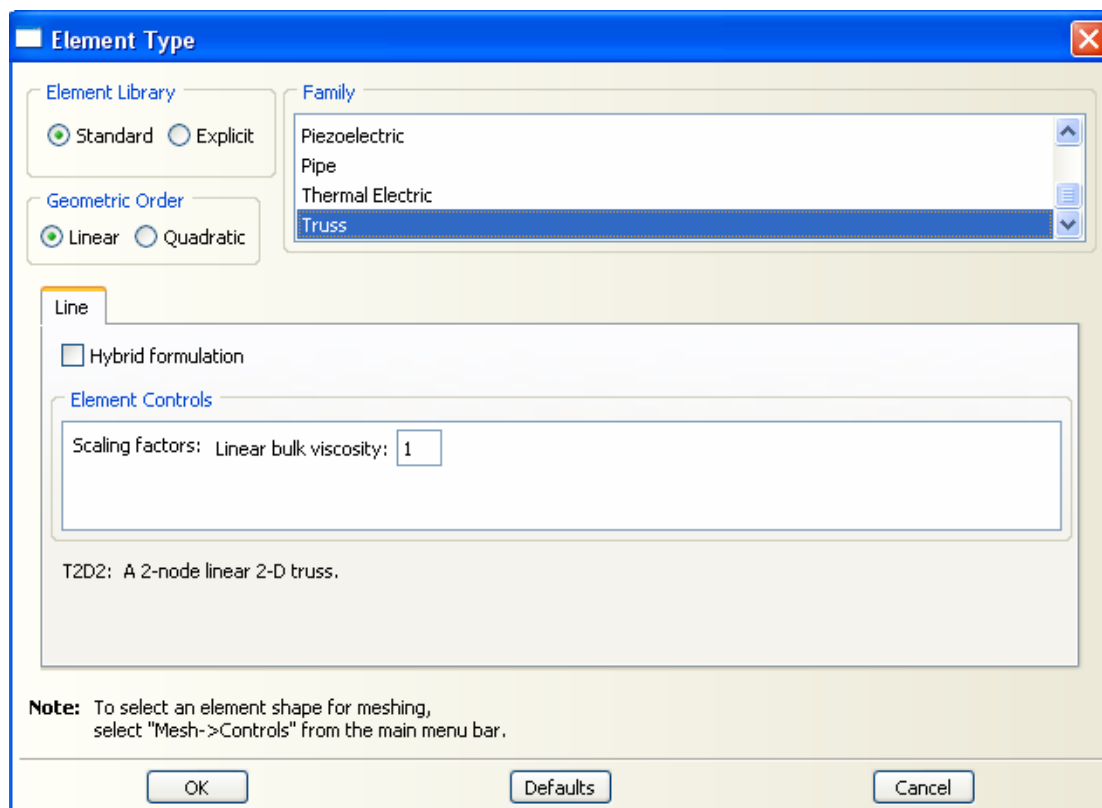 Element Type
Element Library
Standard Explicit
Geometric Order
Linear Quadratic
Family
Piezoelectric
Pipe
Thermal Electric
Truss
Line
Hybrid formulation
Element Controls
Scaling factors: Linear bulk viscosity: 1
T2D2: A 2-node linear 2-D truss.
Note: To select an element shape for meshing,
select "Mesh->Controls" from the main menu bar.
OK Defaults Cancel